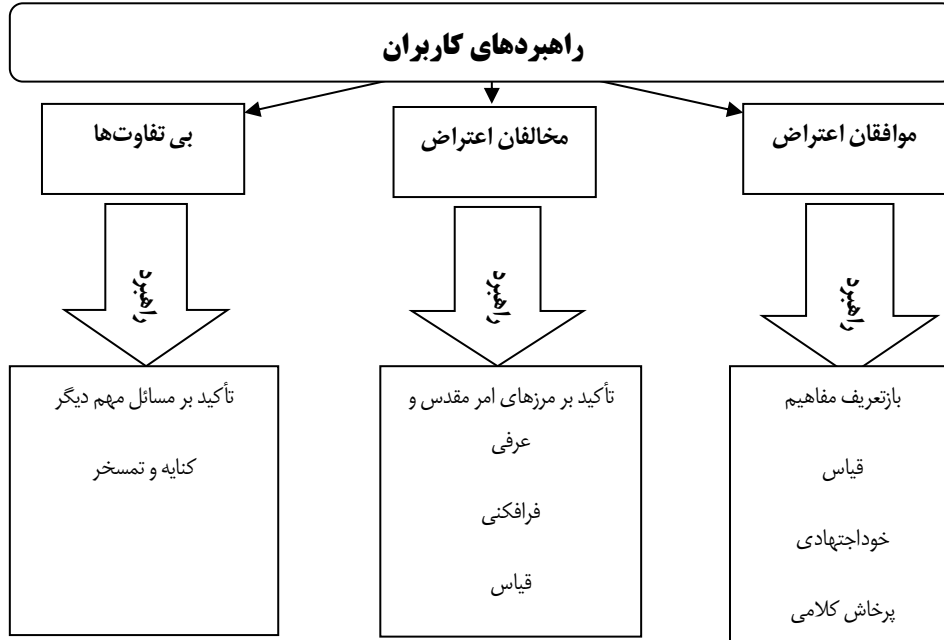 راهبردهای کاربران
موافقان اعتراض
مخالفان اعتراض
بی تفاوت‌ها
راهبرد
راهبرد
راهبرد
بازتعریف مفاهیم
قیاس
خوداجتهادی
پرخاش کلامی
تأکید بر مرزهای امر مقدس و
عرفی
فرافکنی
قیاس
تأکید بر مسائل مهم دیگر
کنایه و تمسخر